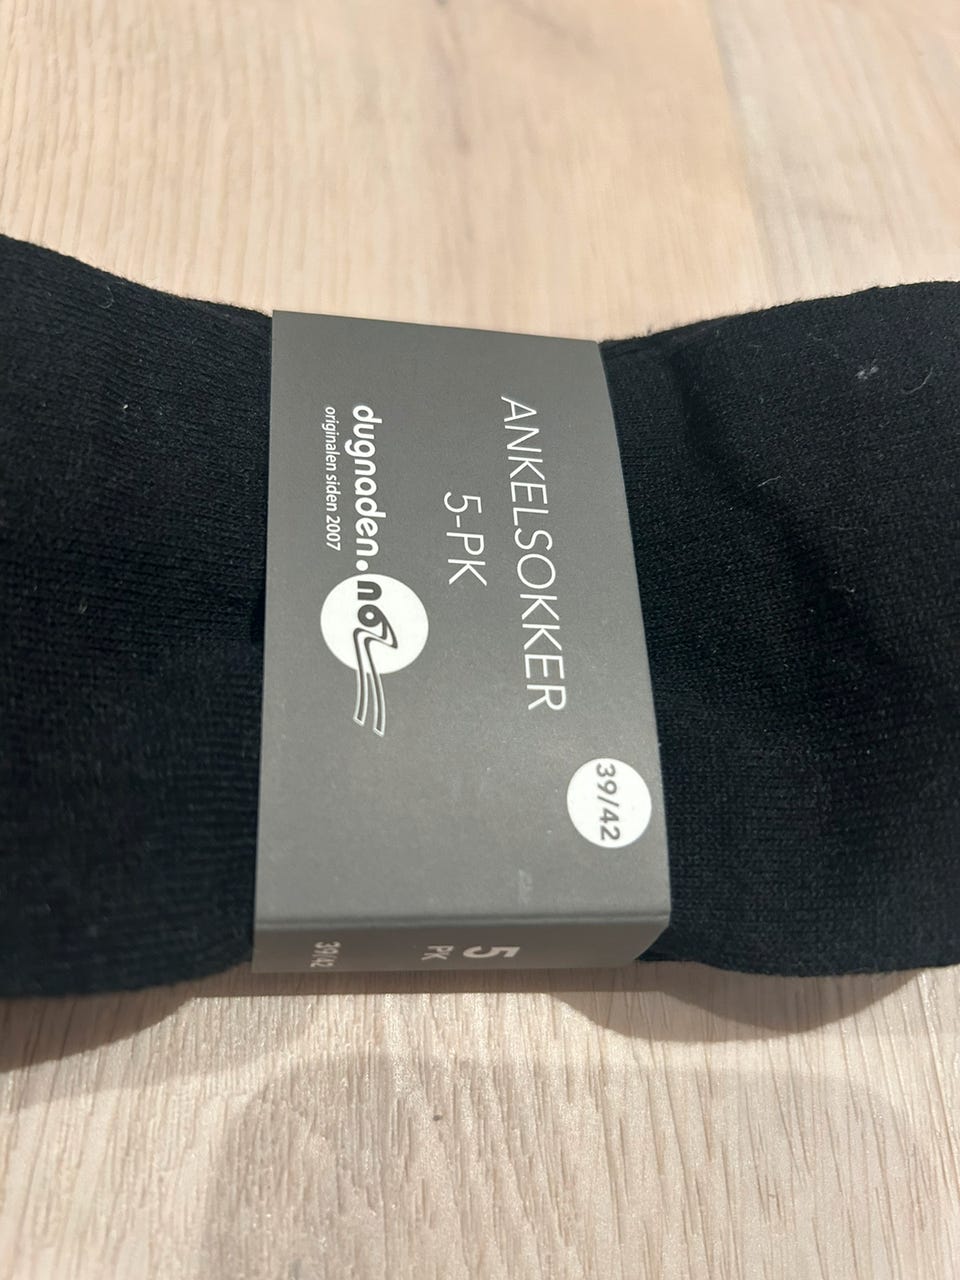 ANKELSOKKER
5-PK
dugnaden.no
originalen siden 2007
39/42
5
PK
39/42